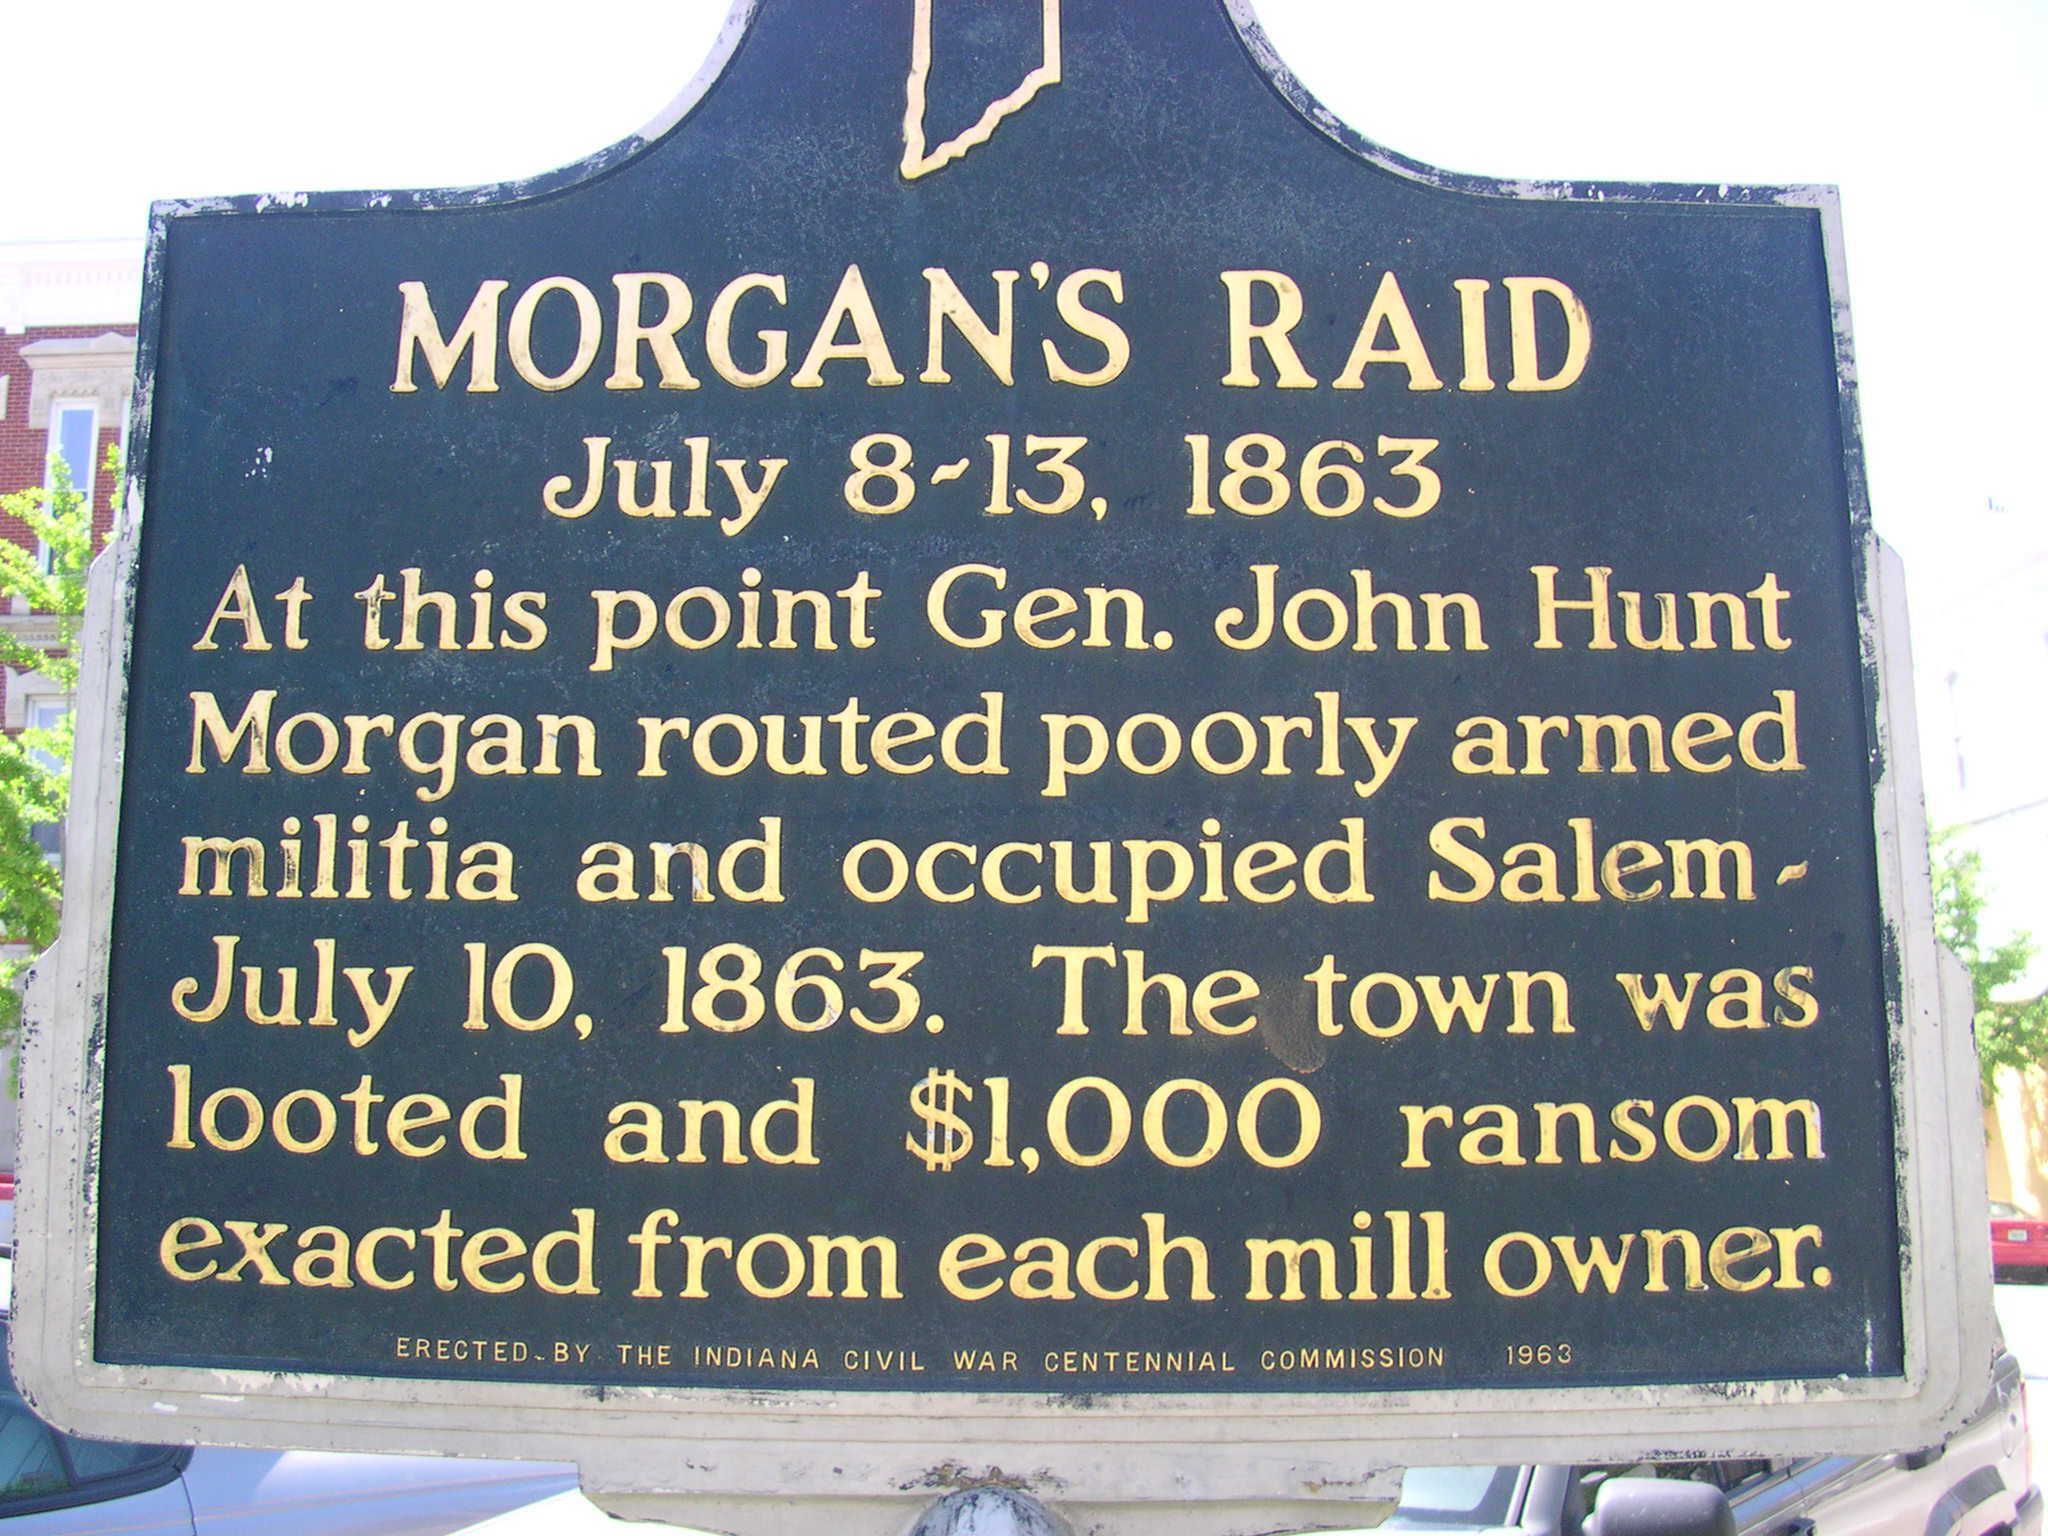 MORGAN'S RAID
July 8-13, 1863
At this point Gen. John Hunt
Morgan routed poorly armed
militia and occupied Salem-
July 10, 1863. The town was
looted and $1,000 ransom
exacted from each mill owner.
ERECTED BY THE INDIANA CIVIL WAR CENTENNIAL COMMISSION 1963